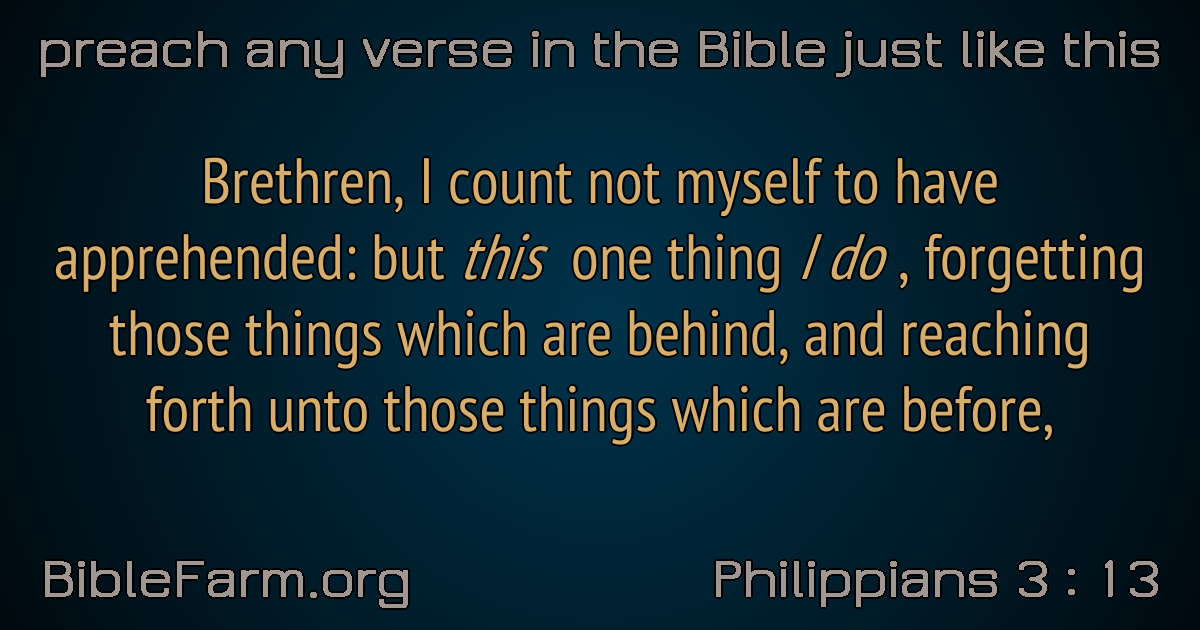 preach any verse in the Bible just like this
Brethren, I count not myself to have
apprehended: but this one thing I do , forgetting
those things which are behind, and reaching
forth unto those things which are before,
BibleFarm.org
Philippians 3 : 13